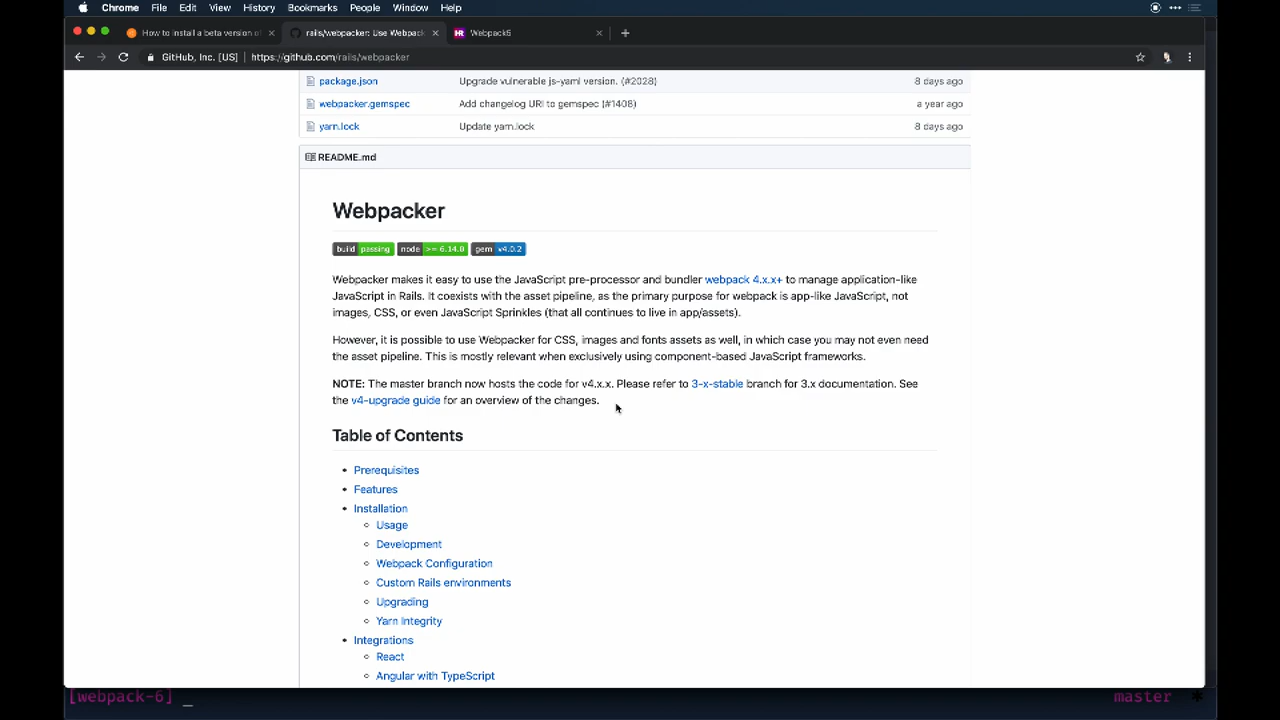 Chrome File Edit View History Bookmarks People Window Help
How to install a beta version of
rails/webpacker: Use Webpack
Webpack6
GitHub, Inc. [US] https://github.com/rails/webpacker
package.json Upgrade vulnerable js-yaml version. (#2028) 8 days ago
webpacker.gemspec Add changelog URI to gemspec (#1408) a year ago
yarn.lock Update yarn.lock 8 days ago
README.md
Webpacker
build passing node >= 6.14.0 gem v4.0.2
Webpacker makes it easy to use the JavaScript pre-processor and bundler webpack 4.x.x+ to manage application-like
JavaScript in Rails. It coexists with the asset pipeline, as the primary purpose for webpack is app-like JavaScript, not
images, CSS, or even JavaScript Sprinkles (that all continues to live in app/assets).
However, it is possible to use Webpacker for CSS, images and fonts assets as well, in which case you may not even need
the asset pipeline. This is mostly relevant when exclusively using component-based JavaScript frameworks.
NOTE: The master branch now hosts the code for v4.x.x. Please refer to 3-x-stable branch for 3.x documentation. See
the v4-upgrade guide for an overview of the changes.
Table of Contents
• Prerequisites
• Features
• Installation
◦ Usage
◦ Development
◦ Webpack Configuration
◦ Custom Rails environments
◦ Upgrading
◦ Yarn Integrity
• Integrations
◦ React
◦ Angular with TypeScript
[webpack-6] _ master *